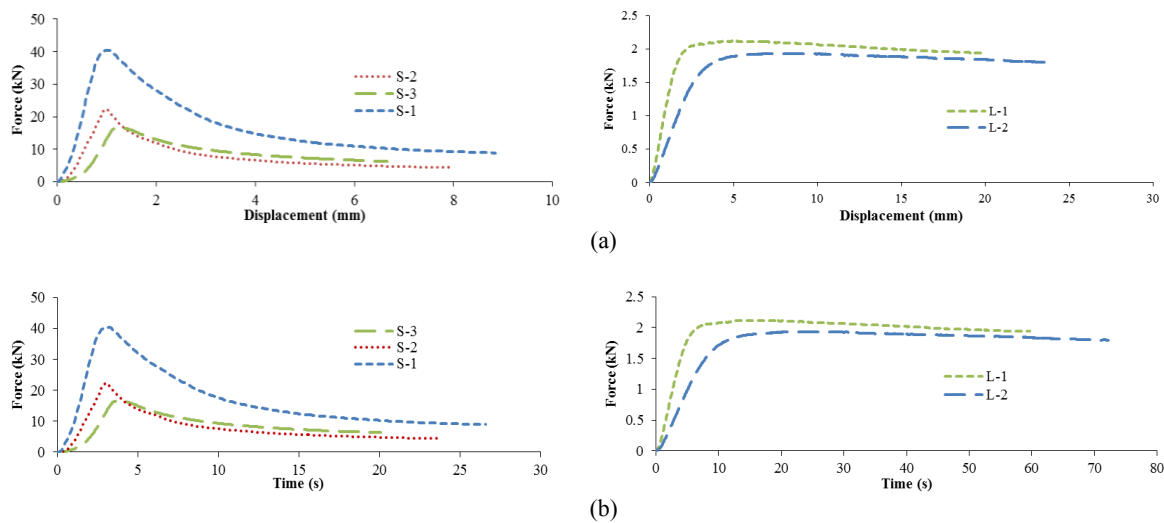 Force (kN)
50
40
30
20
10
0
0 2 4 6 8 10
Displacement (mm)
S-2
S-3
S-1
Force (kN)
2.5
2
1.5
1
0.5
0
0 5 10 15 20 25 30
Displacement (mm)
L-1
L-2
(a)
Force (kN)
50
40
30
20
10
0
0 5 10 15 20 25 30
Time (s)
S-3
S-2
S-1
Force (kN)
2.5
2
1.5
1
0.5
0
0 10 20 30 40 50 60 70 80
Time (s)
L-1
L-2
(b)